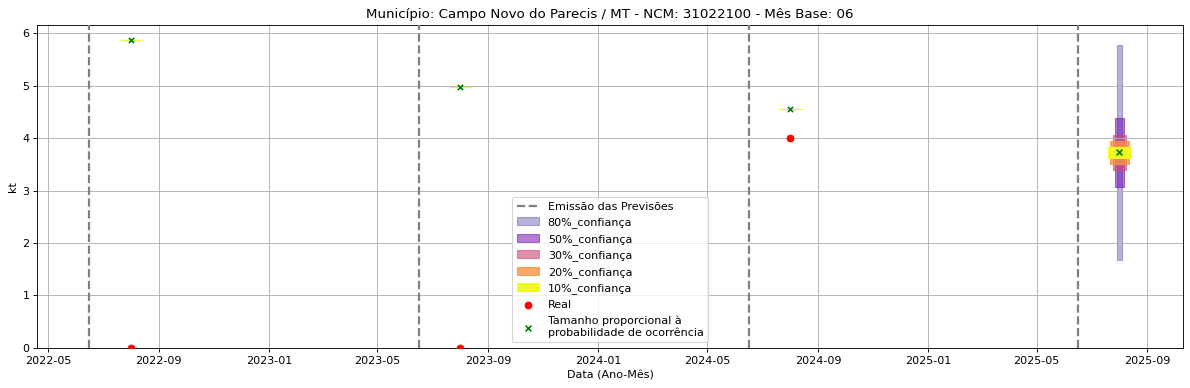 Município: Campo Novo do Parecis / MT - NCM: 31022100 - Mês Base: 06
6
5
4
3
2
1
0
kt
Emissão das Previsões
80%_confiança
50%_confiança
30%_confiança
20%_confiança
10%_confiança
Real
Tamanho proporcional à
probabilidade de ocorrência
2022-05 2022-09 2023-01 2023-05 2023-09 2024-01 2024-05 2024-09 2025-01 2025-05 2025-09
Data (Ano-Mês)